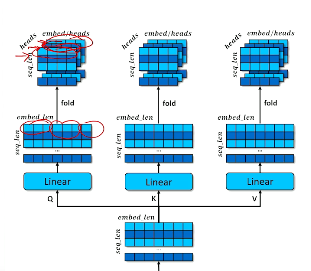 embed/heads embed/heads embed/heads
heads heads heads
seq_len seq_len seq_len
fold fold fold
embed_len embed_len embed_len
seq_len seq_len seq_len
... ... ...
Linear Linear Linear
Q K V
embed_len
seq_len
...